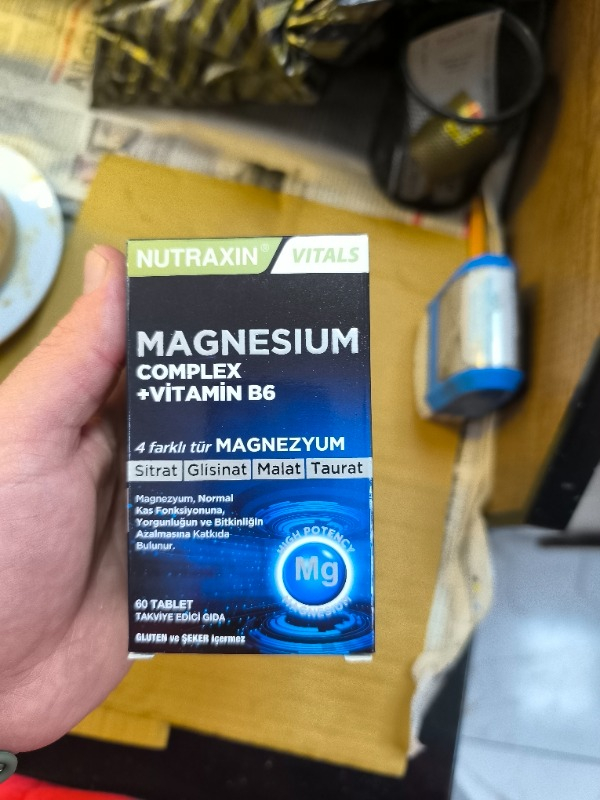 NUTRAXIN® VITALS
MAGNESIUM
COMPLEX
+VİTAMİN B6
4 farklı tür MAGNEZYUM
Sitrat Glisinat Malat Taurat
Magnezyum, Normal
Kas Fonksiyonuna,
Yorgunluğun ve Bitkinliğin
Azalmasına Katkıda
Bulunur.
HIGH POTENCY
Mg
MAGNESIUM
60 TABLET
TAKVİYE EDİCİ GIDA
GLUTEN ve ŞEKER içermez